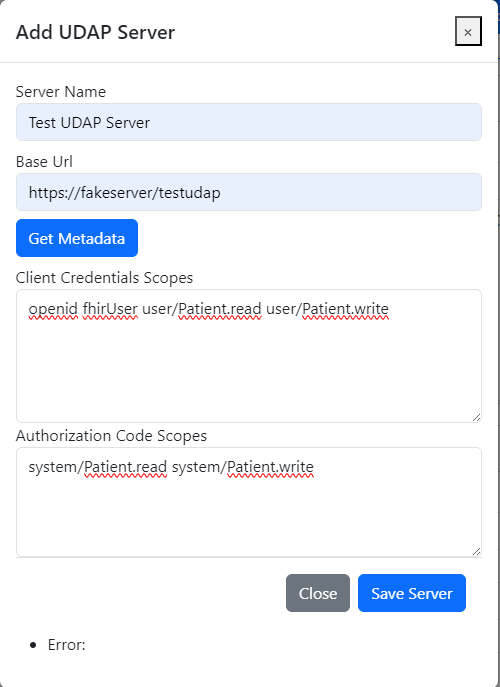 Add UDAP Server
×
Server Name
Test UDAP Server
Base Url
https://fakeserver/testudap
Get Metadata
Client Credentials Scopes
openid fhirUser user/Patient.read user/Patient.write
Authorization Code Scopes
system/Patient.read system/Patient.write
Close Save Server
• Error: